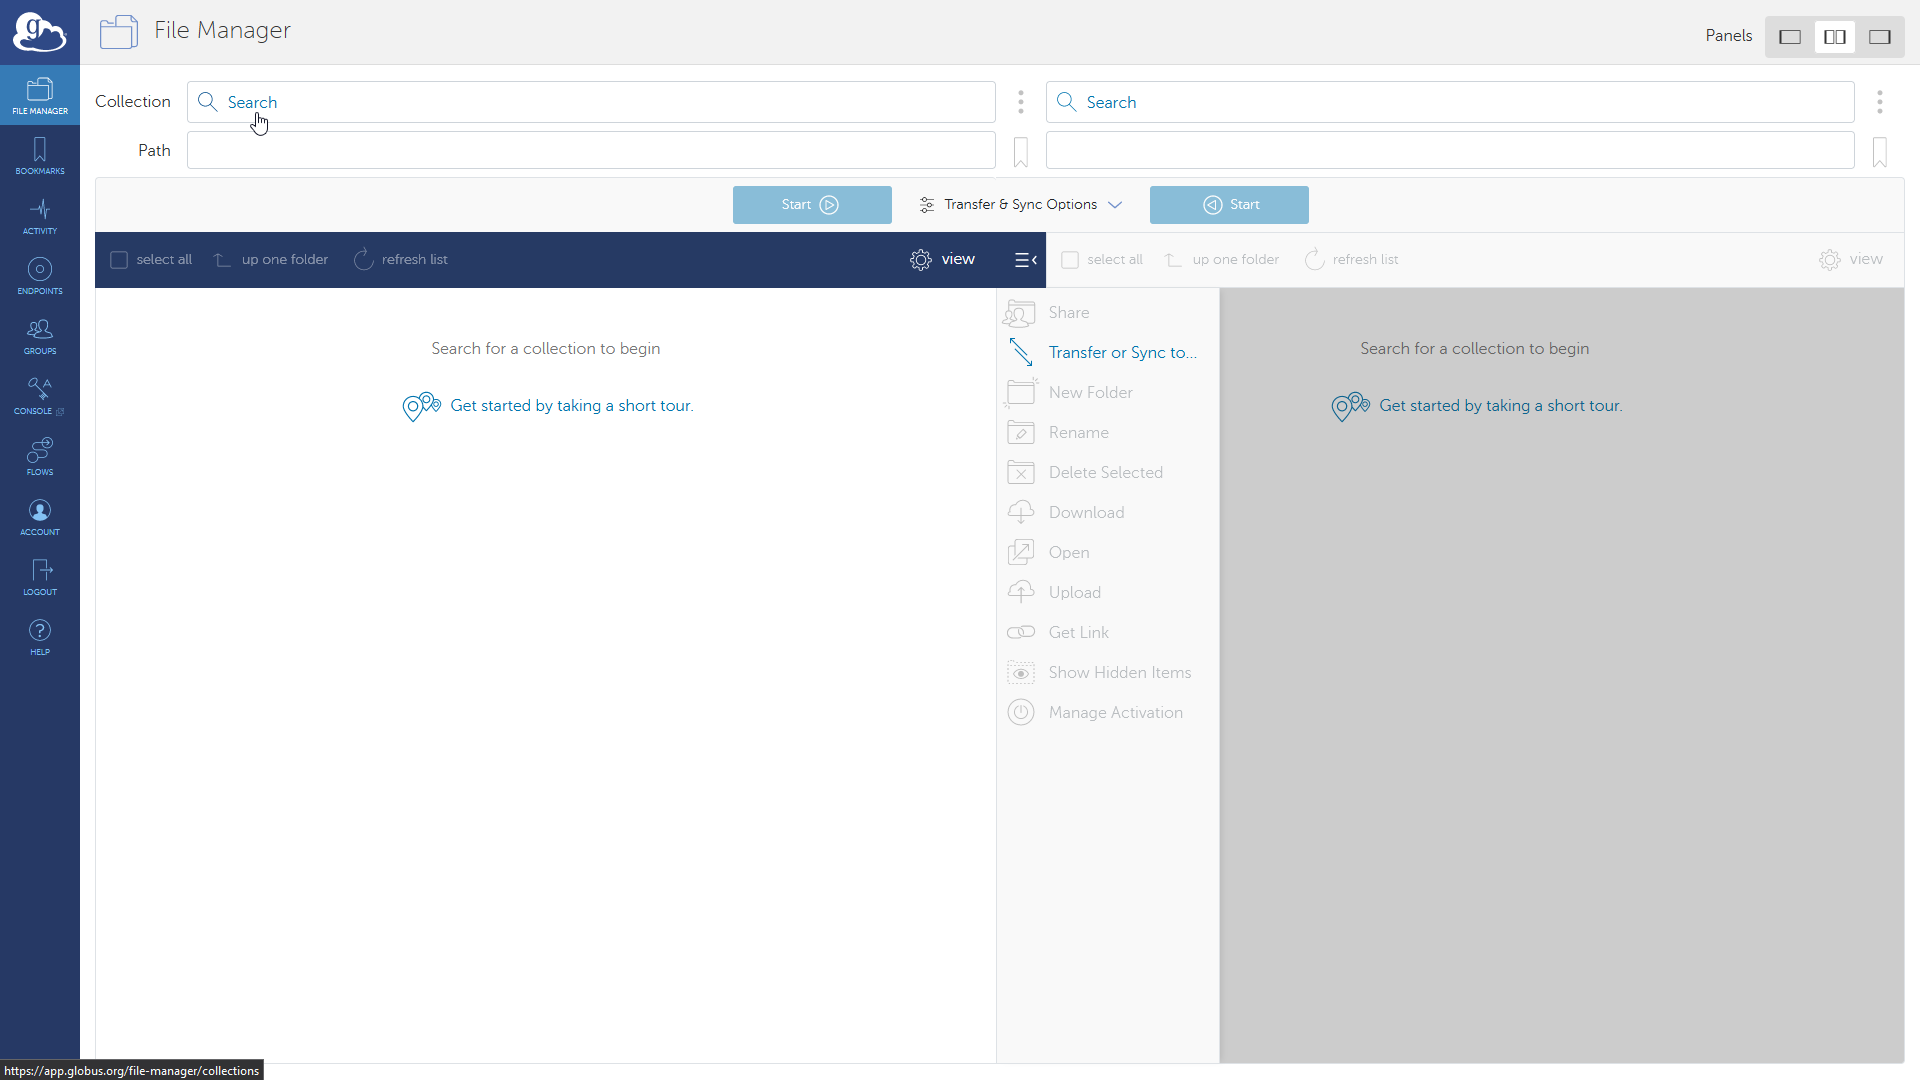 File Manager
Panels
FILE MANAGER
BOOKMARKS
ACTIVITY
ENDPOINTS
GROUPS
CONSOLE
FLOWS
ACCOUNT
LOGOUT
HELP
Collection
Search
Search
Path
Start
Transfer & Sync Options
Start
select all
up one folder
refresh list
view
select all
up one folder
refresh list
view
Search for a collection to begin
Get started by taking a short tour.
Share
Transfer or Sync to...
New Folder
Rename
Delete Selected
Download
Open
Upload
Get Link
Show Hidden Items
Manage Activation
Search for a collection to begin
Get started by taking a short tour.
https://app.globus.org/file-manager/collections